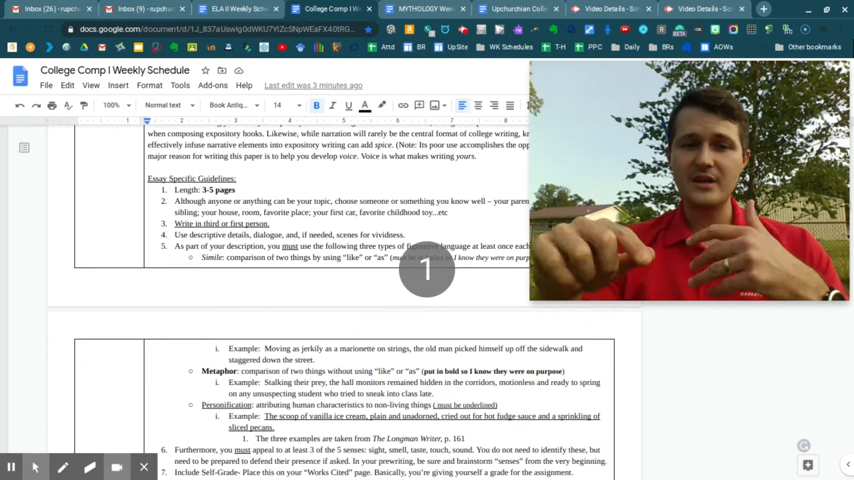 Inbox (26) - rupchu
Inbox (9) - rupchurc
ELA II Weekly Sched
College Comp I Wee
MYTHOLOGY Week
Upchurchian College
Video Details - Scre
Video Details - Scre
docs.google.com/document/d/1J_837aUswIg0dWKU7YIZcSNpWEaFX40tRG...
Attd
BR
UpSite
WK Schedules
T-H
PPC
Daily
BRs
AOWs
Other bookmarks
College Comp I Weekly Schedule
File Edit View Insert Format Tools Add-ons Help Last edit was 3 minutes ago
100% Normal text Book Antiq... 14 B I U A
when composing expository hooks. Likewise, while narration will rarely be the central format of college writing, kn
effectively infuse narrative elements into expository writing can add spice. (Note: Its poor use accomplishes the opp
major reason for writing this paper is to help you develop voice. Voice is what makes writing yours.
Essay Specific Guidelines:
1. Length: 3-5 pages
2. Although anyone or anything can be your topic, choose someone or something you know well – your paren
sibling; your house, room, favorite place; your first car, favorite childhood toy...etc
3. Write in third or first person.
4. Use descriptive details, dialogue, and, if needed, scenes for vividness.
5. As part of your description, you must use the following three types of figurative language at least once each
○ Simile: comparison of two things by using “like” or “as” (must be in italics so I know they were on purp
1
i. Example: Moving as jerkily as a marionette on strings, the old man picked himself up off the sidewalk and
staggered down the street.
○ Metaphor: comparison of two things without using “like” or “as” (put in bold so I know they were on purpose)
i. Example: Stalking their prey, the hall monitors remained hidden in the corridors, motionless and ready to spring
on any unsuspecting student who tried to sneak into class late.
○ Personification: attributing human characteristics to non-living things ( must be underlined)
i. Example: The scoop of vanilla ice cream, plain and unadorned, cried out for hot fudge sauce and a sprinkling of
sliced pecans.
1. The three examples are taken from The Longman Writer, p. 161
6. Furthermore, you must appeal to at least 3 of the 5 senses: sight, smell, taste, touch, sound. You do not need to identify these, but
need to be prepared to defend their presence if asked. In your prewriting, be sure and brainstorm “senses” from the very beginning.
7. Include Self-Grade- Place this on your “Works Cited” page. Basically, you’re giving yourself a grade for the assignment.